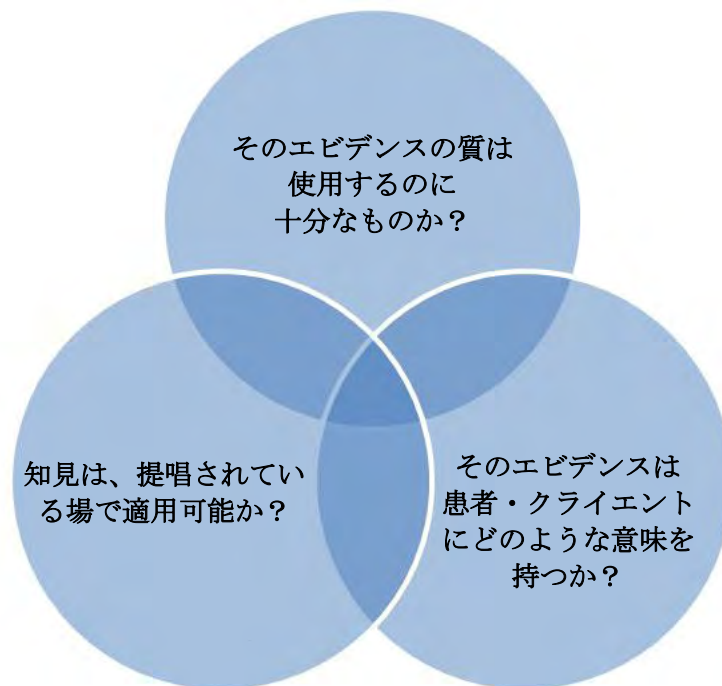 そのエビデンスの質は
使用するのに
十分なものか？
知見は、提唱されてい
る場で適用可能か？
そのエビデンスは
患者・クライエント
にどのような意味を
持つか？